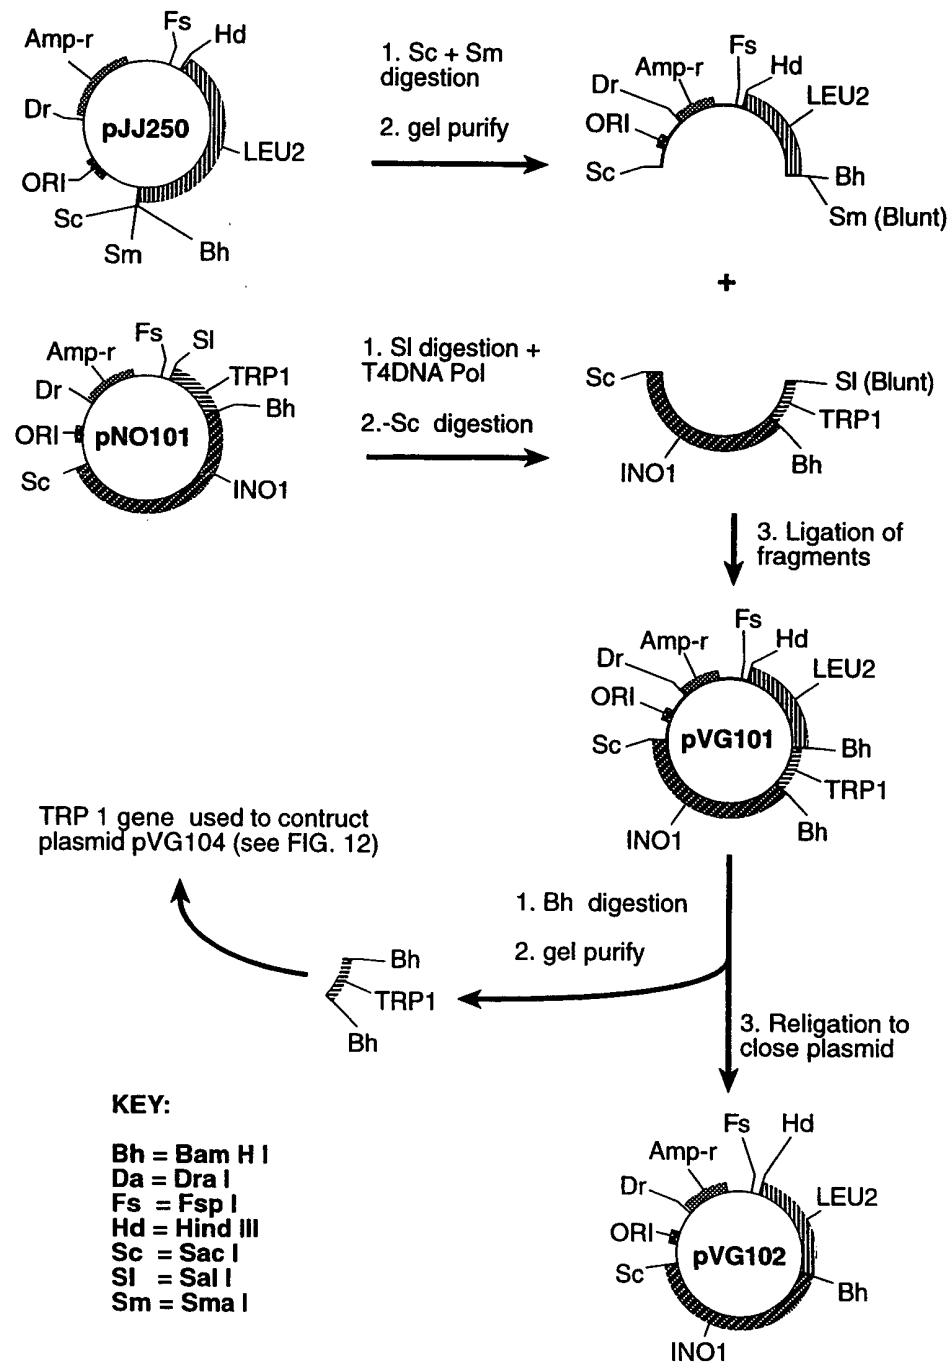 Fs
Hd
Amp-r
Dr
pJJ250
LEU2
ORI
Sc
Sm
Bh
1. Sc + Sm
digestion
2. gel purify
Fs
Hd
Amp-r
LEU2
Dr
ORI
Sc
Bh
Sm (Blunt)
+
Fs
Sl
Amp-r
TRP1
Dr
Bh
ORI
pNO101
Sc
INO1
1. Sl digestion +
T4DNA Pol
2.-Sc digestion
Sc
Sl (Blunt)
TRP1
Bh
INO1
3. Ligation of
fragments
Fs
Hd
Amp-r
Dr
LEU2
ORI
Sc
pVG101
Bh
TRP1
Bh
INO1
TRP 1 gene used to contruct
plasmid pVG104 (see FIG. 12)
1. Bh digestion
2. gel purify
Bh
TRP1
Bh
3. Religation to
close plasmid
KEY:
Bh = Bam H I
Da = Dra I
Fs = Fsp I
Hd = Hind III
Sc = Sac I
Sl = Sal I
Sm = Sma I
Fs
Hd
Amp-r
Dr
LEU2
ORI
pVG102
Sc
Bh
INO1